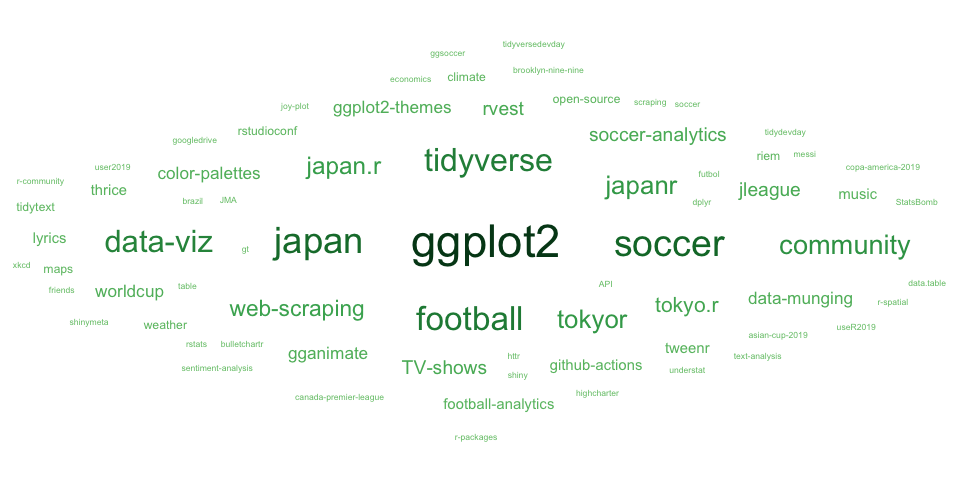 tidyversedevday
ggsoccer
brooklyn-nine-nine
economics
climate
joy-plot
ggplot2-themes
rvest
open-source
scraping
soccer
googledrive
rstudioconf
soccer-analytics
tidydevday
tidyverse
riem
messi
user2019
japan.r
copa-america-2019
r-community
color-palettes
futbol
thrice
japanr
jleague
music
tidytext
brazil
JMA
dplyr
StatsBomb
lyrics
data-viz
gt
japan
ggplot2
soccer
community
xkcd
maps
friends
worldcup
table
API
data.table
web-scraping
tokyo.r
data-munging
r-spatial
shinymeta
weather
football
tokyor
useR2019
asian-cup-2019
rstats
bulletchartr
gganimate
httr
tweenr
text-analysis
sentiment-analysis
TV-shows
shiny
github-actions
understat
canada-premier-league
football-analytics
highcharter
r-packages